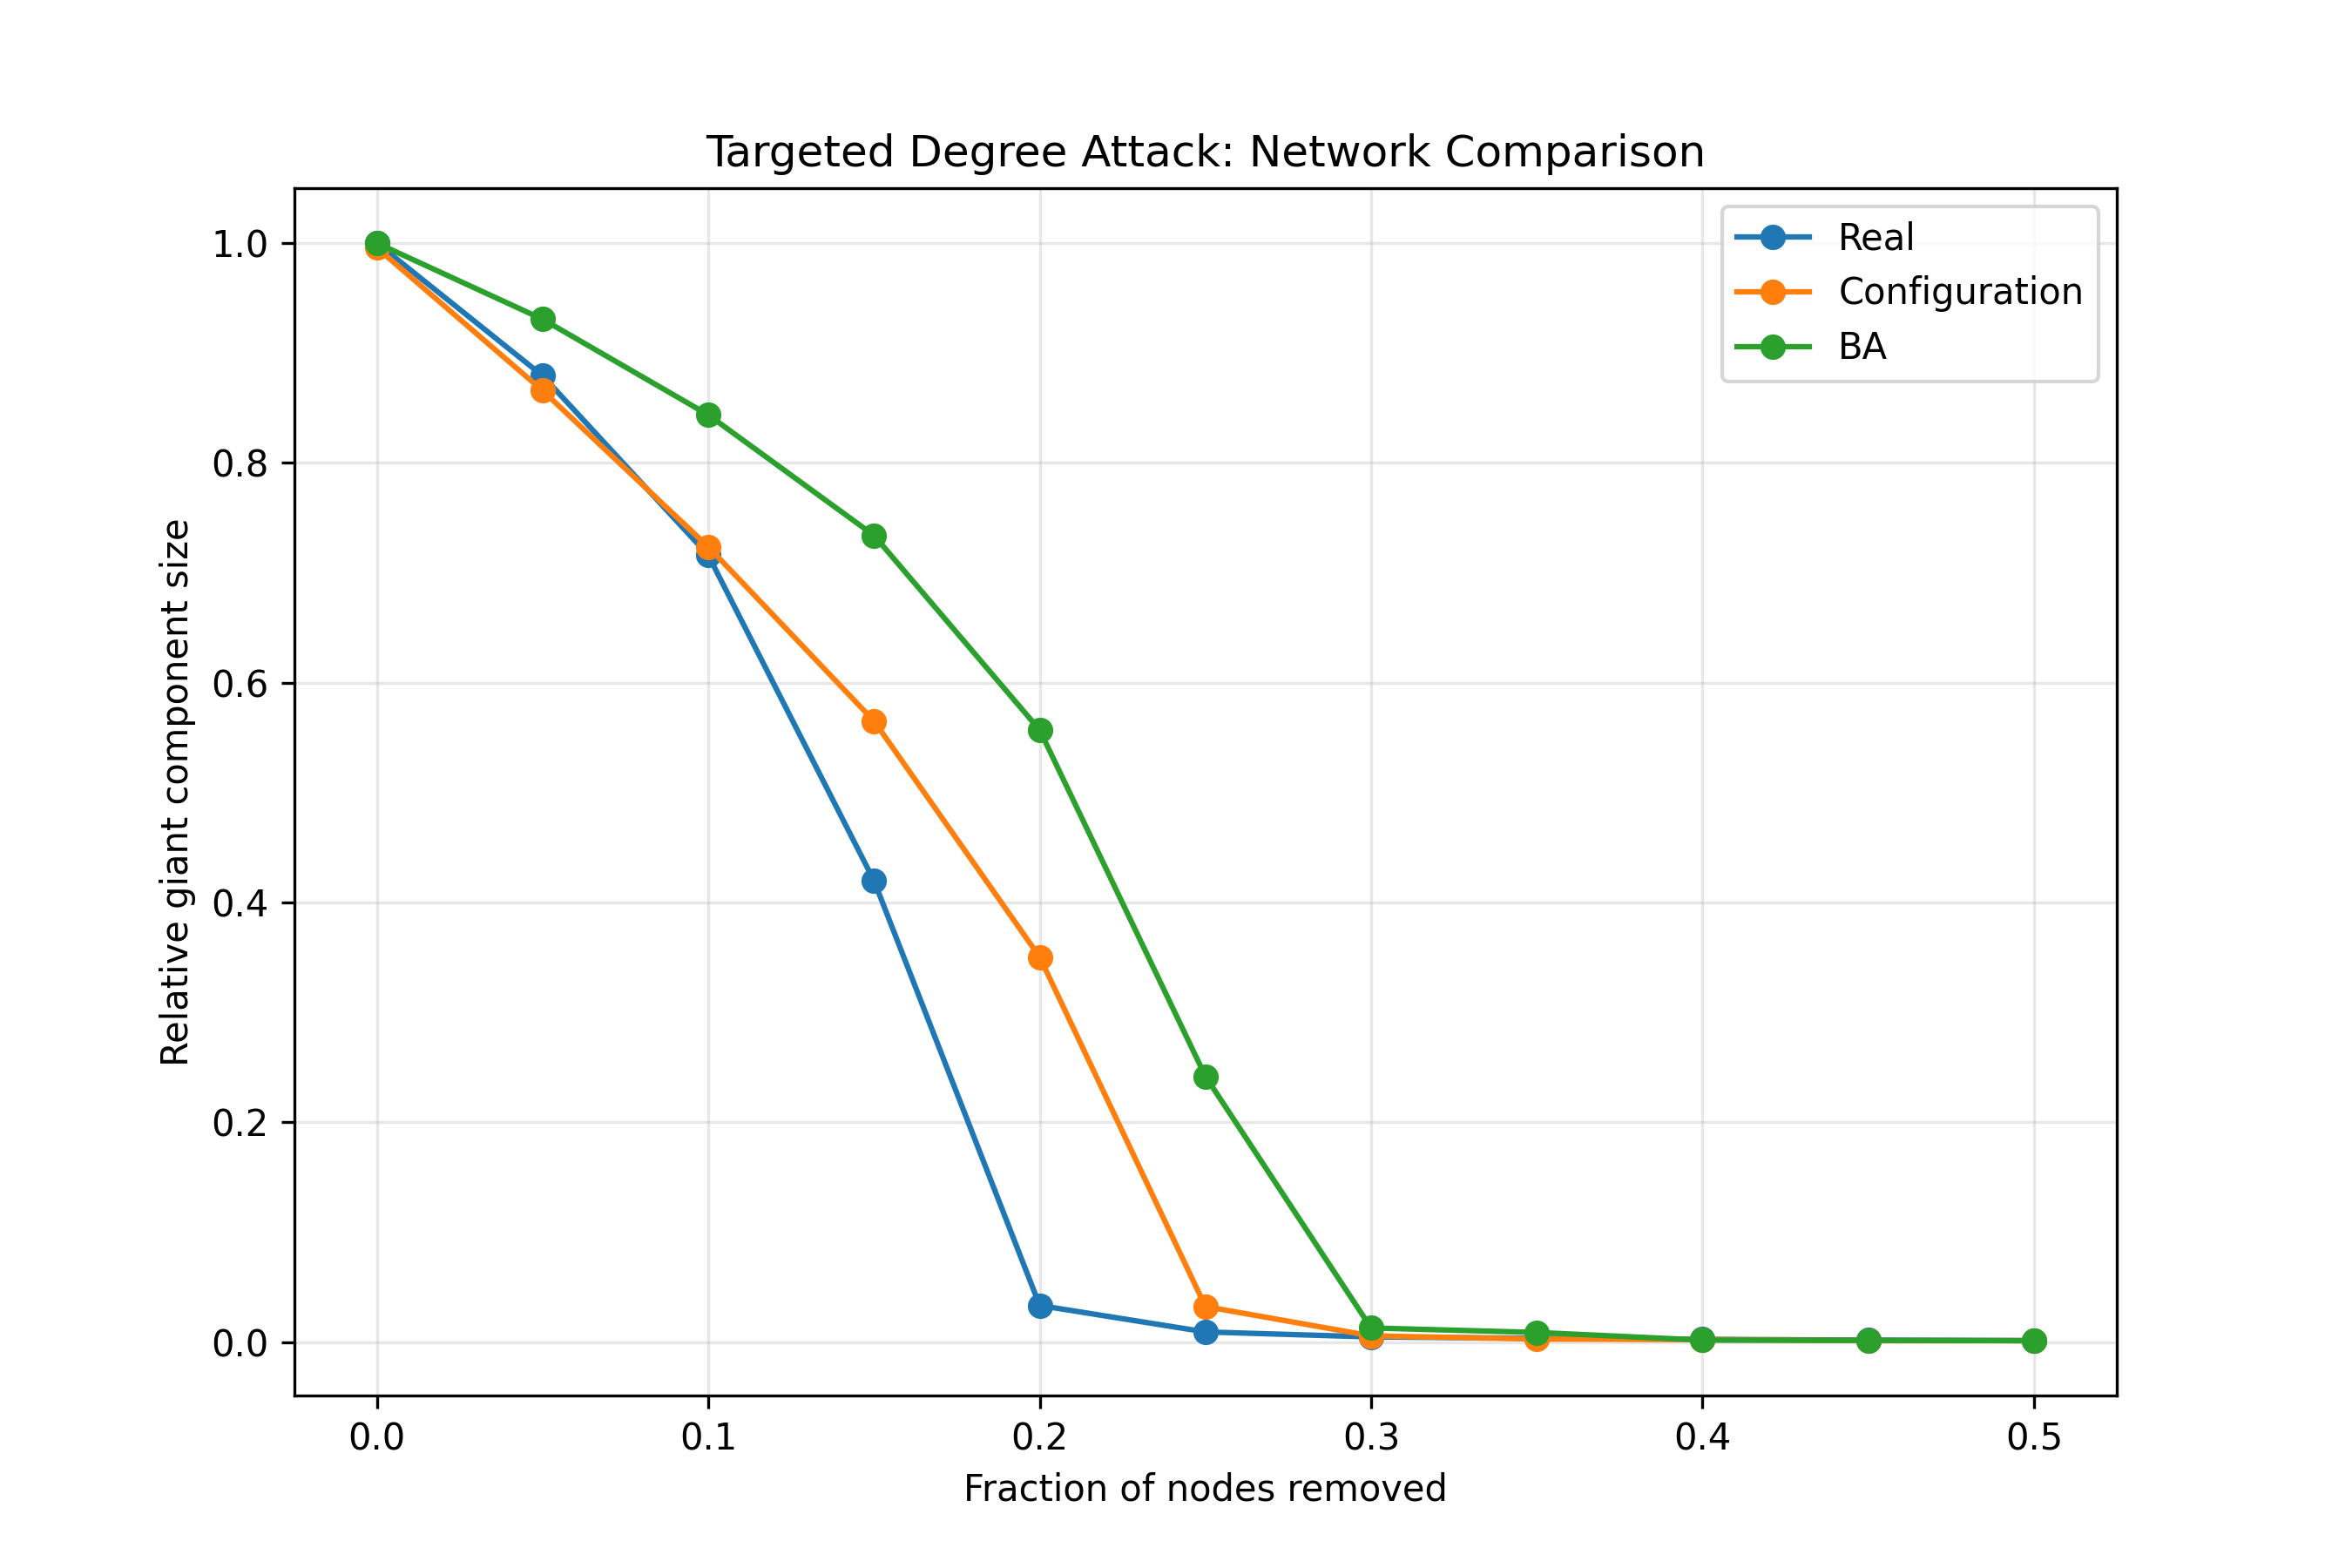 Targeted Degree Attack: Network Comparison
Real
Configuration
BA
Relative giant component size
1.0
0.8
0.6
0.4
0.2
0.0
0.0 0.1 0.2 0.3 0.4 0.5
Fraction of nodes removed